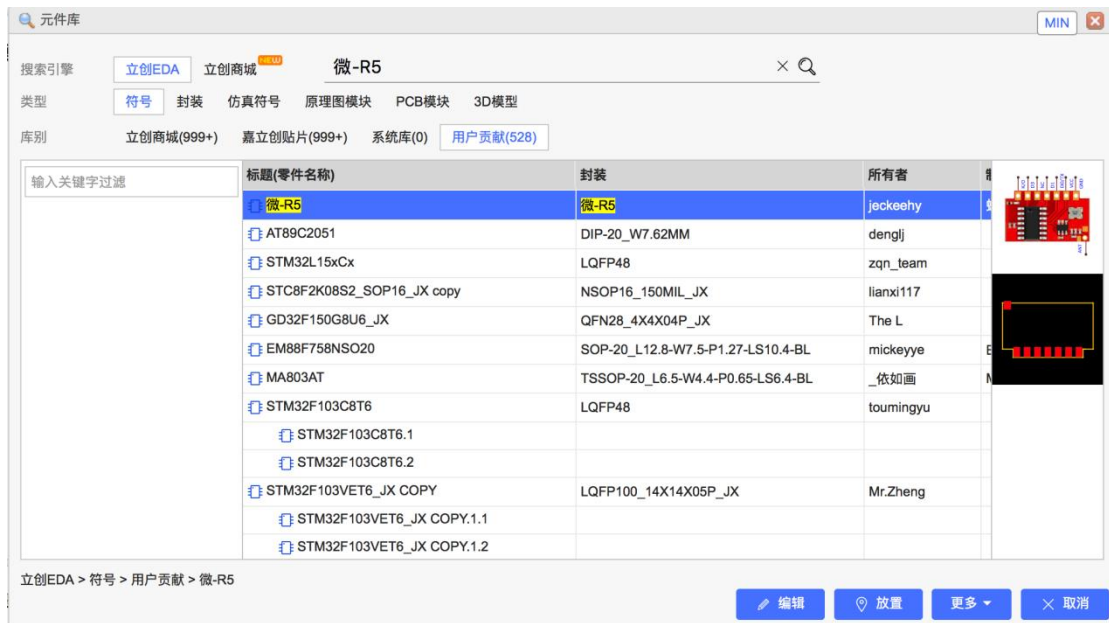 元件库 MIN
搜索引擎 立创EDA 立创商城 NEW 微-R5
类型 符号 封装 仿真符号 原理图模块 PCB模块 3D模型
库别 立创商城(999+) 嘉立创贴片(999+) 系统库(0) 用户贡献(528)
输入关键字过滤
标题(零件名称) 封装 所有者
微-R5 微-R5 jeckeehy
AT89C2051 DIP-20_W7.62MM denglj
STM32L15xCx LQFP48 zqn_team
STC8F2K08S2_SOP16_JX copy NSOP16_150MIL_JX lianxi117
GD32F150G8U6_JX QFN28_4X4X04P_JX The L
EM88F758NSO20 SOP-20_L12.8-W7.5-P1.27-LS10.4-BL mickeyye
MA803AT TSSOP-20_L6.5-W4.4-P0.65-LS6.4-BL _依如画
STM32F103C8T6 LQFP48 toumingyu
STM32F103C8T6.1
STM32F103C8T6.2
STM32F103VET6_JX COPY LQFP100_14X14X05P_JX Mr.Zheng
STM32F103VET6_JX COPY.1.1
STM32F103VET6_JX COPY.1.2
立创EDA > 符号 > 用户贡献 > 微-R5
编辑 放置 更多 取消